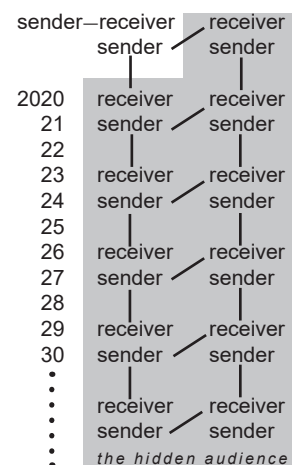 sender–receiver receiver
sender sender
2020 receiver receiver
21 sender sender
22
23 receiver receiver
24 sender sender
25
26 receiver receiver
27 sender sender
28
29 receiver receiver
30 sender sender
receiver receiver
sender sender
the hidden audience